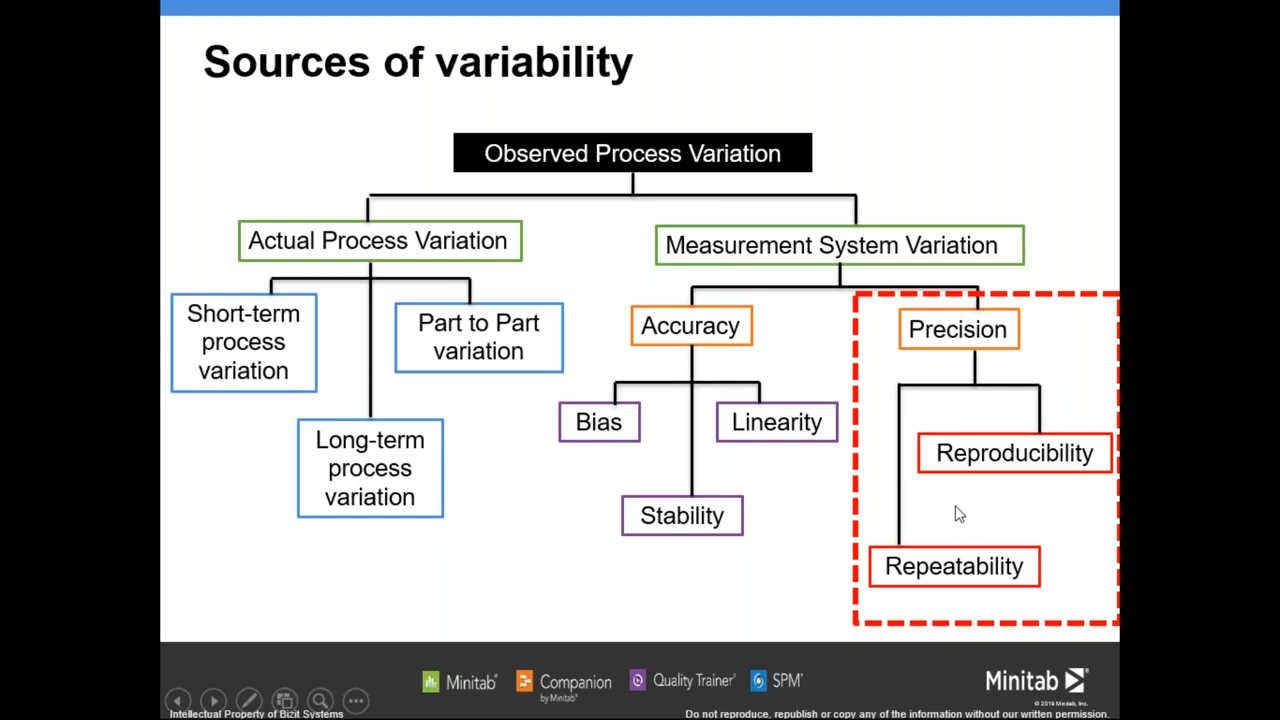 Sources of variability
Observed Process Variation
Actual Process Variation
Measurement System Variation
Short-term
process
variation
Part to Part
variation
Long-term
process
variation
Accuracy
Precision
Bias
Linearity
Stability
Reproducibility
Repeatability
Minitab®
Companion
by Minitab®
Quality Trainer®
SPM®
Minitab
© 2019 Minitab, Inc.
Intellectual Property of Bizit Systems
Do not reproduce, republish or copy any of the information without our written permission.